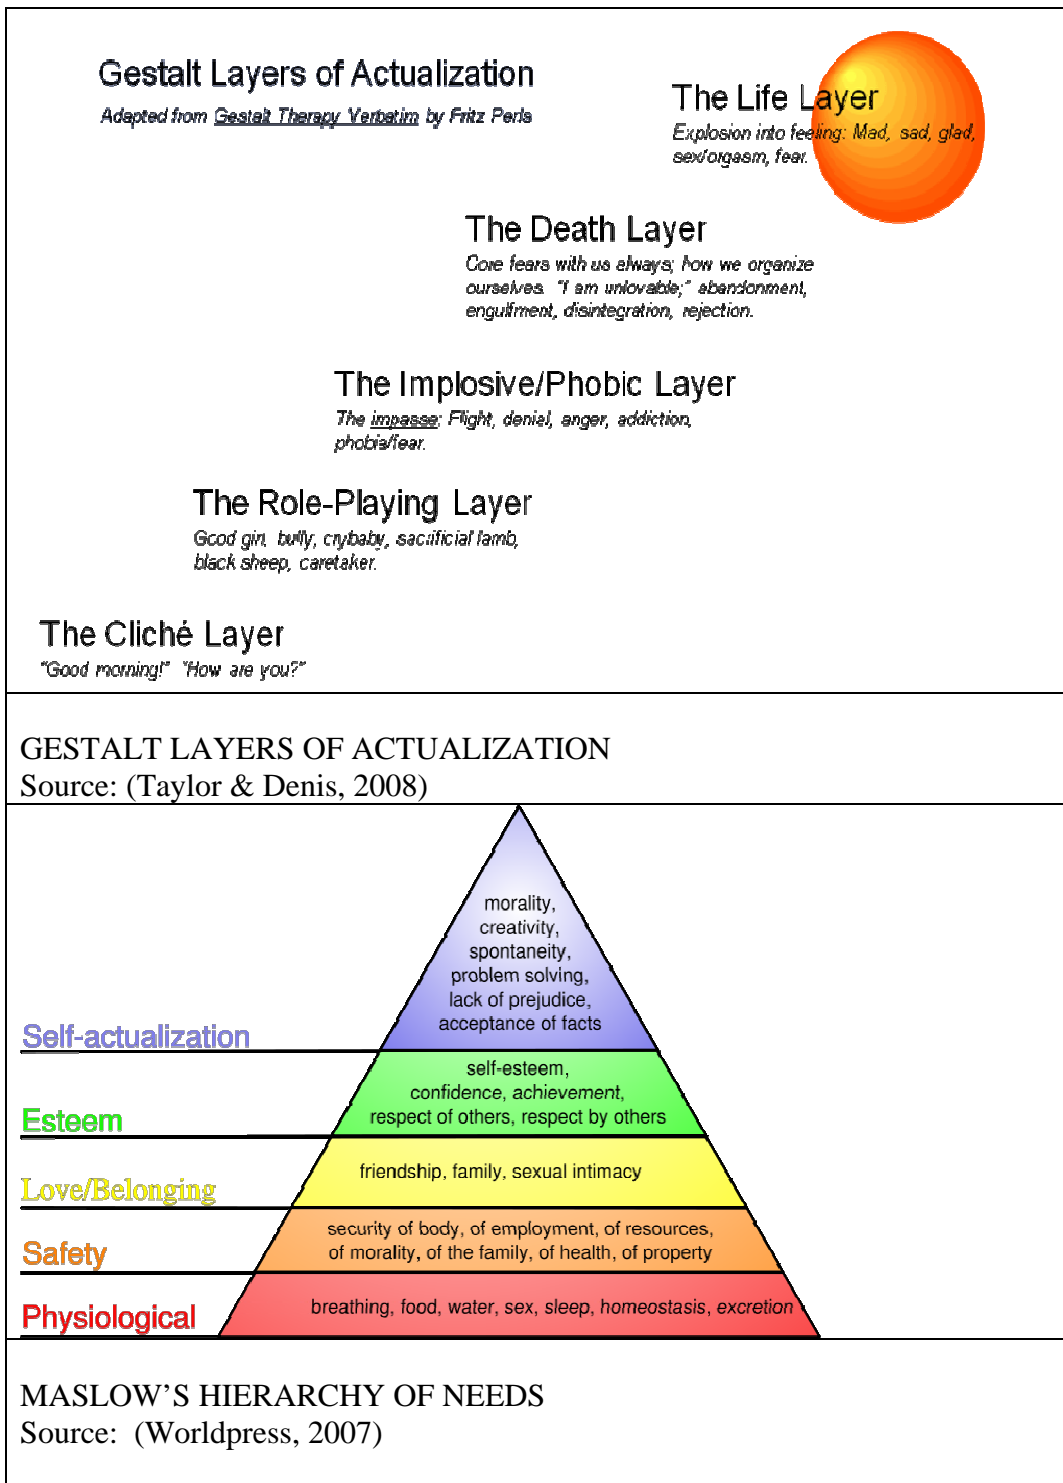 Gestalt Layers of Actualization
Adapted from Gestalt Therapy Verbatim by Fritz Perls
The Life Layer
Explosion into feeling: Mad, sad, glad,
sex/orgasm, fear.
The Death Layer
Core fears with us always; how we organize
ourselves. "I am unlovable;" abandonment,
engulfment, disintegration, rejection.
The Implosive/Phobic Layer
The impasse: Flight, denial, anger, addiction,
phobia/fear.
The Role-Playing Layer
Good girl, bully, crybaby, sacrificial lamb,
black sheep, caretaker.
The Cliché Layer
"Good morning!" "How are you?"
GESTALT LAYERS OF ACTUALIZATION
Source: (Taylor & Denis, 2008)
morality,
creativity,
spontaneity,
problem solving,
lack of prejudice,
acceptance of facts
Self-actualization
self-esteem,
confidence, achievement,
respect of others, respect by others
Esteem
friendship, family, sexual intimacy
Love/Belonging
security of body, of employment, of resources,
of morality, of the family, of health, of property
Safety
breathing, food, water, sex, sleep, homeostasis, excretion
Physiological
MASLOW'S HIERARCHY OF NEEDS
Source: (Worldpress, 2007)